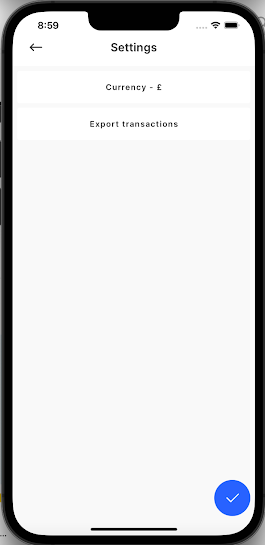 8:59
Settings
Currency - £
Export transactions